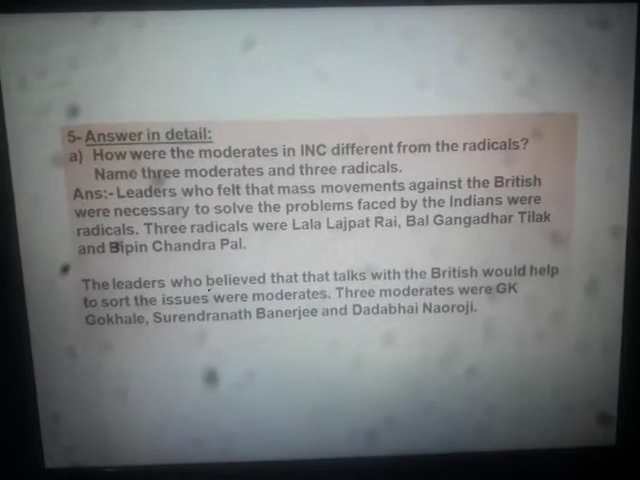 5- Answer in detail:
a) How were the moderates in INC different from the radicals?
Name three moderates and three radicals.
Ans:- Leaders who felt that mass movements against the British
were necessary to solve the problems faced by the Indians were
radicals. Three radicals were Lala Lajpat Rai, Bal Gangadhar Tilak
and Bipin Chandra Pal.
The leaders who believed that that talks with the British would help
to sort the issues were moderates. Three moderates were GK
Gokhale, Surendranath Banerjee and Dadabhai Naoroji.